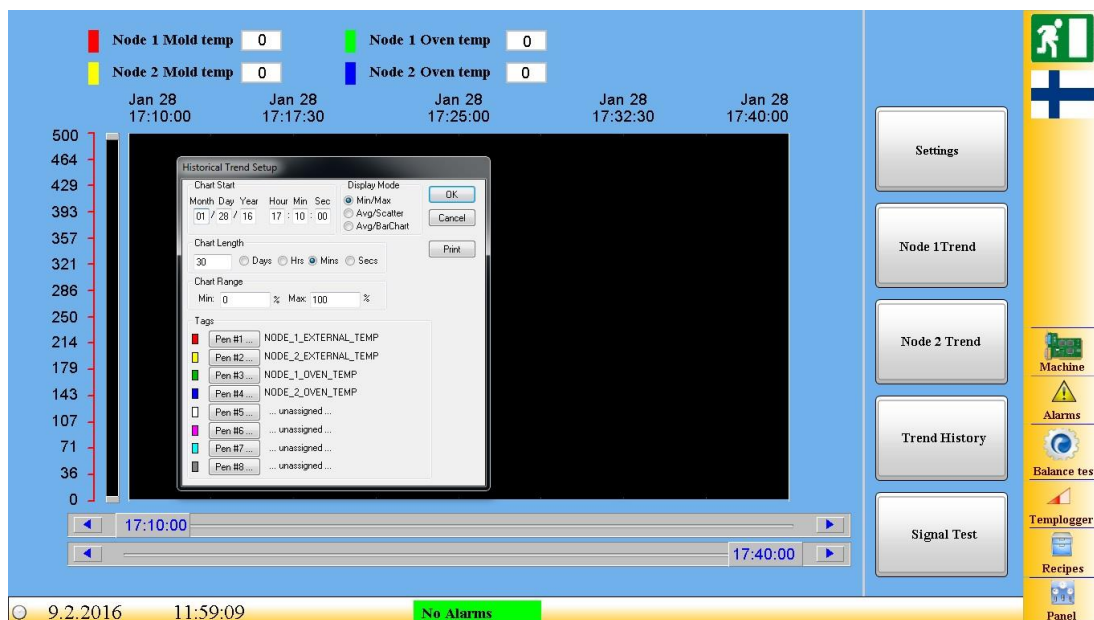 Node 1 Mold temp 0 Node 1 Oven temp 0
Node 2 Mold temp 0 Node 2 Oven temp 0
Jan 28 Jan 28 Jan 28 Jan 28 Jan 28
17:10:00 17:17:30 17:25:00 17:32:30 17:40:00
500
464
429
393
357
321
286
250
214
179
143
107
71
36
0
Historical Trend Setup
Chart Start
Month Day Year Hour Min Sec
01 / 28 / 16 17 : 10 : 00
Display Mode
Min/Max
Avg/Scatter
Avg/BarChart
OK
Cancel
Print
Chart Length
30 Days Hrs Mins Secs
Chart Range
Min: 0 % Max: 100 %
Tags
Pen #1 ... NODE_1_EXTERNAL_TEMP
Pen #2 ... NODE_2_EXTERNAL_TEMP
Pen #3 ... NODE_1_OVEN_TEMP
Pen #4 ... NODE_2_OVEN_TEMP
Pen #5 ... ... unassigned ...
Pen #6 ... ... unassigned ...
Pen #7 ... ... unassigned ...
Pen #8 ... ... unassigned ...
17:10:00
17:40:00
Settings
Node 1Trend
Node 2 Trend
Trend History
Signal Test
Machine
Alarms
Balance tes
Templogger
Recipes
Panel
9.2.2016 11:59:09 No Alarms